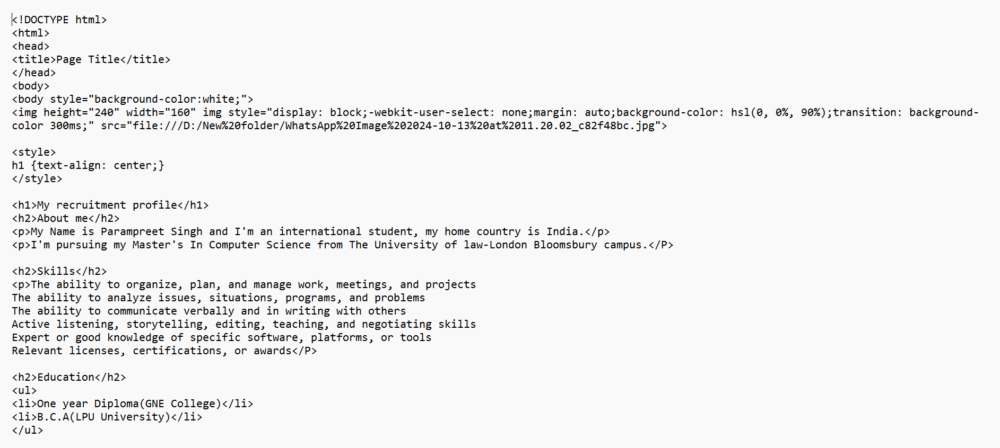 <!DOCTYPE html>
<html>
<head>
<title>Page Title</title>
</head>
<body>
<body style="background-color:white;">
<img height="240" width="160" img style="display: block;-webkit-user-select: none;margin: auto;background-color: hsl(0, 0%, 90%);transition: background-
color 300ms;" src="file:///D:/New%20folder/WhatsApp%20Image%202024-10-13%20at%2011.20.02_c82f48bc.jpg">
<style>
h1 {text-align: center;}
</style>
<h1>My recruitment profile</h1>
<h2>About me</h2>
<p>My Name is Parampreet Singh and I'm an international student, my home country is India.</p>
<p>I'm pursuing my Master's In Computer Science from The University of law-London Bloomsbury campus.</P>
<h2>Skills</h2>
<p>The ability to organize, plan, and manage work, meetings, and projects
The ability to analyze issues, situations, programs, and problems
The ability to communicate verbally and in writing with others
Active listening, storytelling, editing, teaching, and negotiating skills
Expert or good knowledge of specific software, platforms, or tools
Relevant licenses, certifications, or awards</P>
<h2>Education</h2>
<ul>
<li>One year Diploma(GNE College)</li>
<li>B.C.A(LPU University)</li>
</ul>